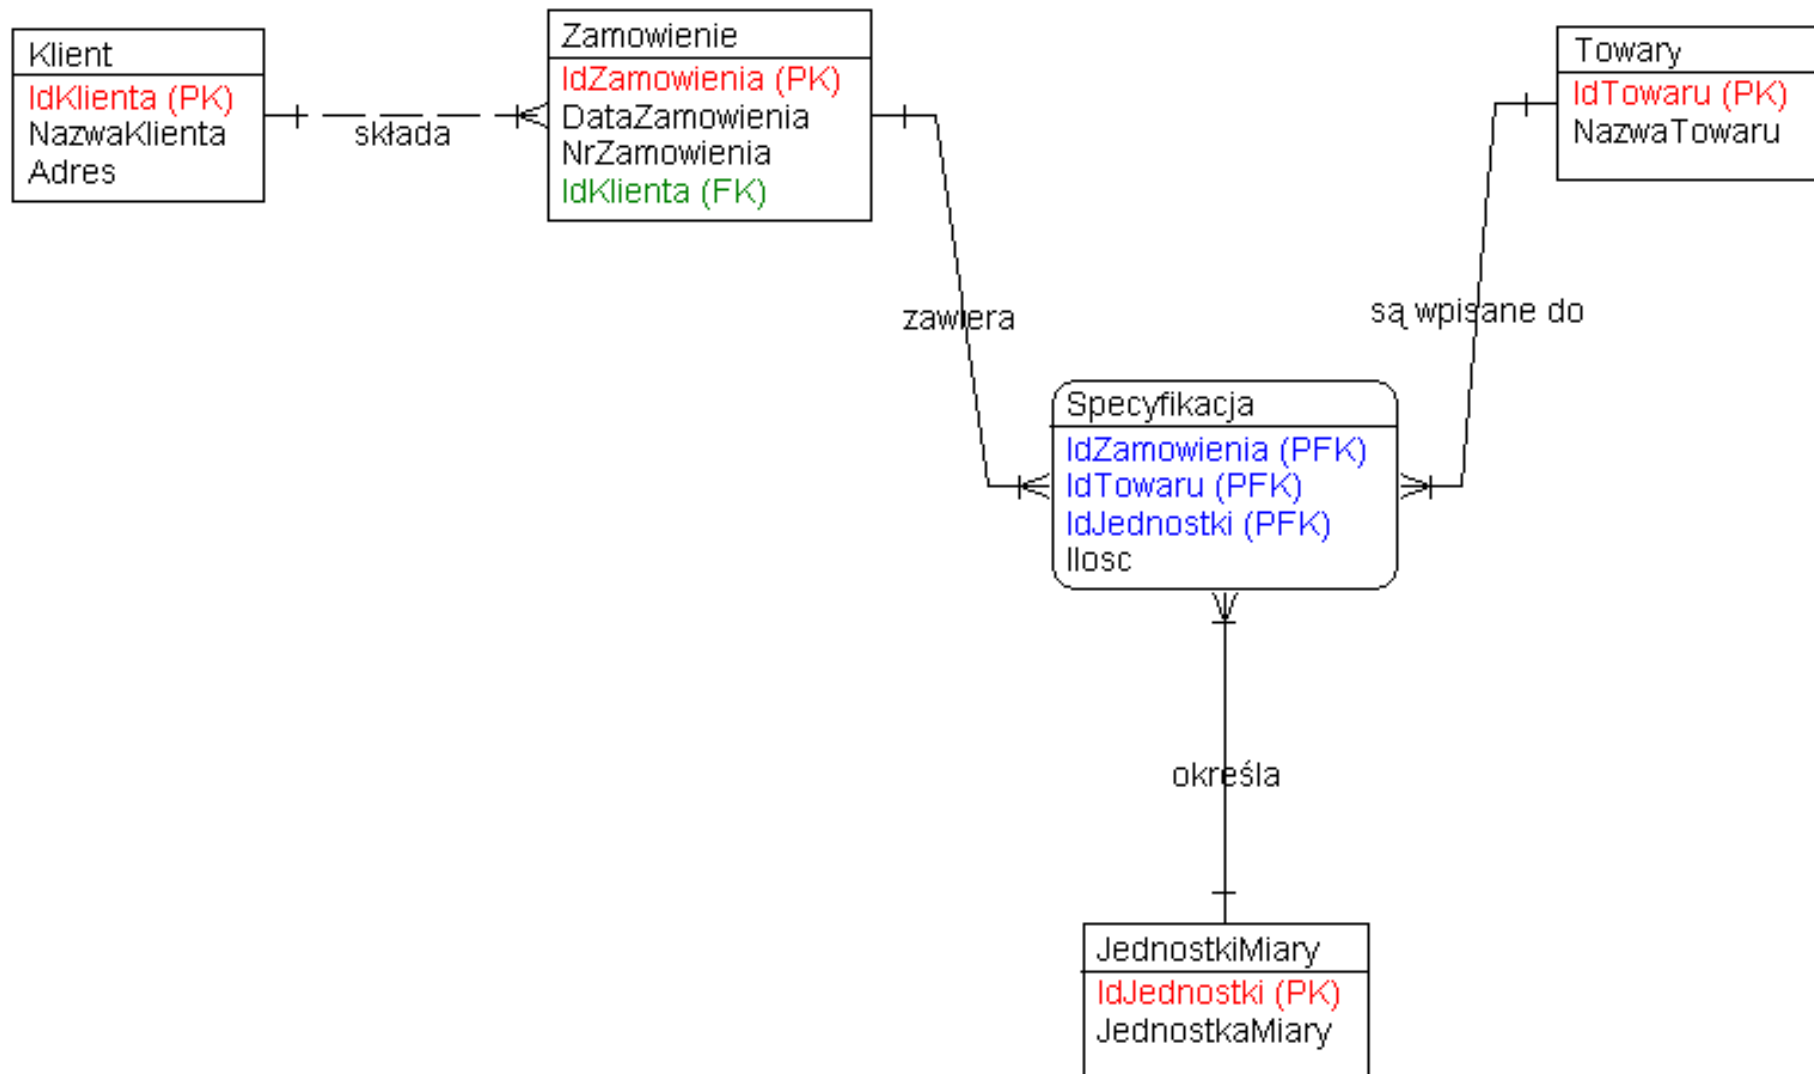 Klient
IdKlienta (PK)
NazwaKlienta
Adres
składa
Zamowienie
IdZamowienia (PK)
DataZamowienia
NrZamowienia
IdKlienta (FK)
zawiera
Towary
IdTowaru (PK)
NazwaTowaru
są wpisane do
Specyfikacja
IdZamowienia (PFK)
IdTowaru (PFK)
IdJednostki (PFK)
Ilosc
określa
JednostkiMiary
IdJednostki (PK)
JednostkaMiary